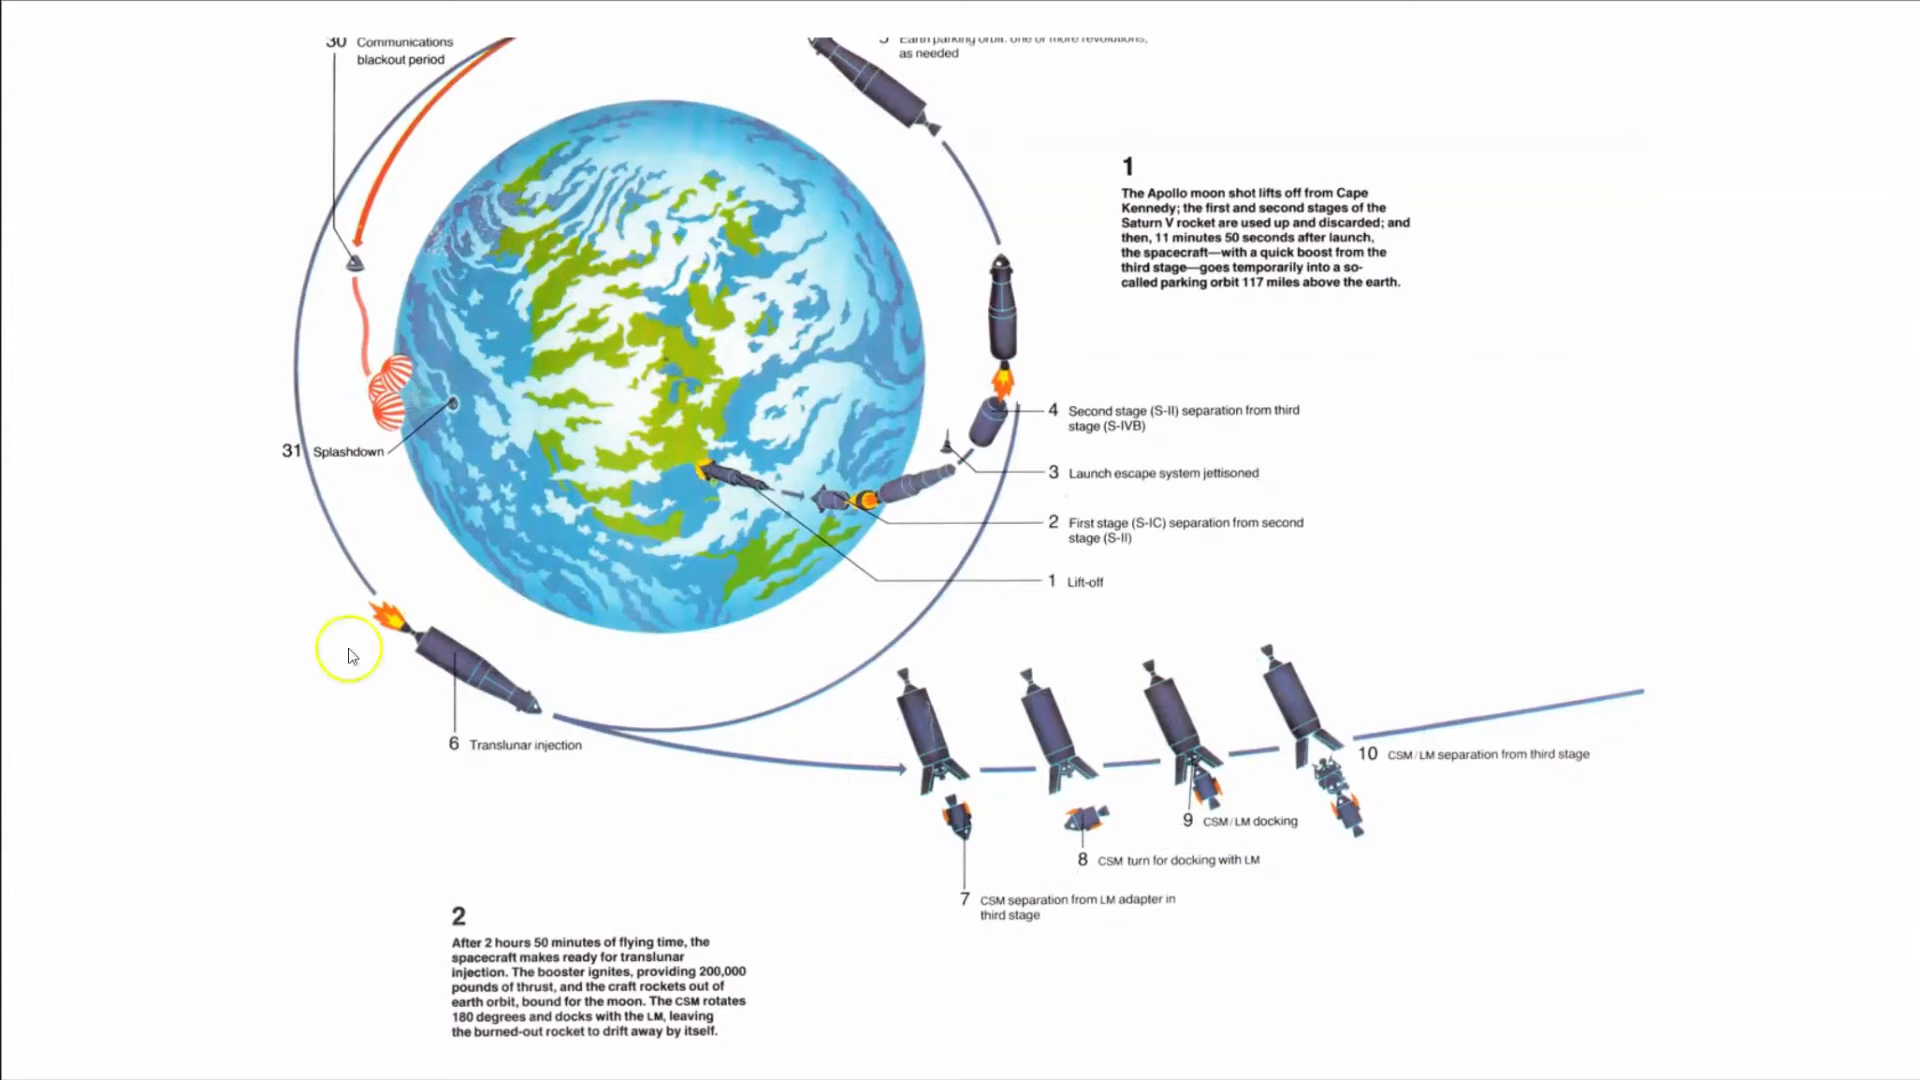 30 Communications
blackout period
5 Earth parking orbit: one or more revolutions,
as needed
1
The Apollo moon shot lifts off from Cape
Kennedy; the first and second stages of the
Saturn V rocket are used up and discarded; and
then, 11 minutes 50 seconds after launch,
the spacecraft—with a quick boost from the
third stage—goes temporarily into a so-
called parking orbit 117 miles above the earth.
4 Second stage (S-II) separation from third
stage (S-IVB)
31 Splashdown
3 Launch escape system jettisoned
2 First stage (S-IC) separation from second
stage (S-II)
1 Lift-off
6 Translunar injection
10 CSM/LM separation from third stage
9 CSM/LM docking
8 CSM turn for docking with LM
7 CSM separation from LM adapter in
third stage
2
After 2 hours 50 minutes of flying time, the
spacecraft makes ready for translunar
injection. The booster ignites, providing 200,000
pounds of thrust, and the craft rockets out of
earth orbit, bound for the moon. The CSM rotates
180 degrees and docks with the LM, leaving
the burned-out rocket to drift away by itself.